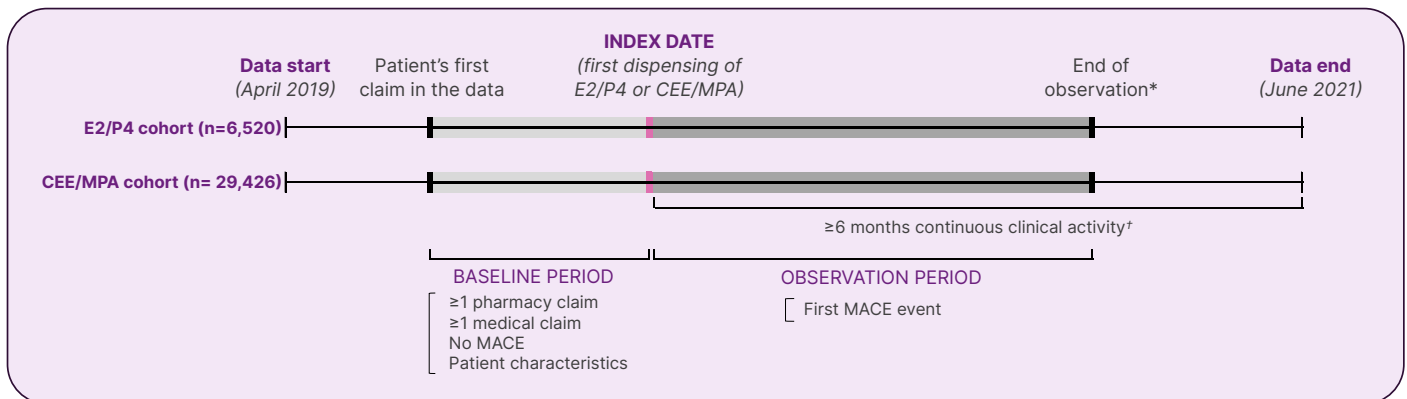 INDEX DATE
Data start
Patient’s first
(first dispensing of
End of
Data end
(April 2019)
claim in the data
E2/P4 or CEE/MPA)
observation*
(June 2021)
E2/P4 cohort (n=6,520)
CEE/MPA cohort (n= 29,426)
≥6 months continuous clinical activity†
BASELINE PERIOD
OBSERVATION PERIOD
≥1 pharmacy claim
First MACE event
≥1 medical claim
No MACE
Patient characteristics